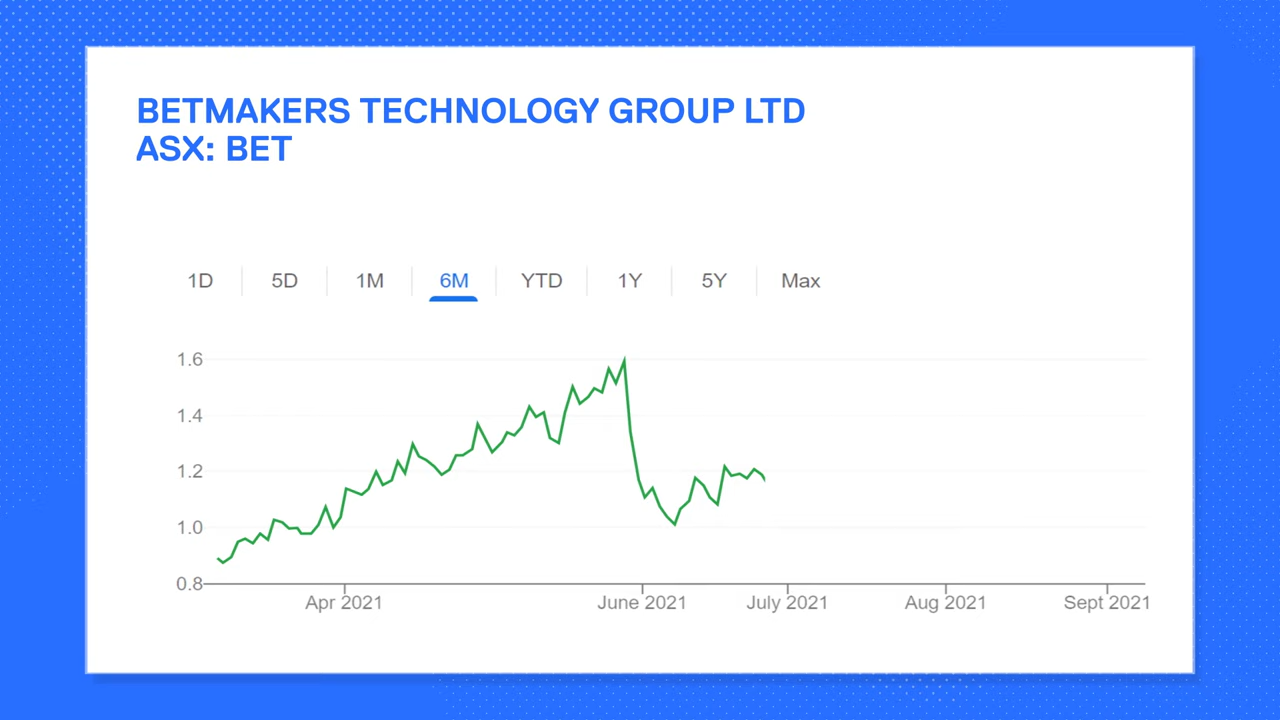 BETMAKERS TECHNOLOGY GROUP LTD
ASX: BET
1D 5D 1M 6M YTD 1Y 5Y Max
1.6
1.4
1.2
1.0
0.8
Apr 2021 June 2021 July 2021 Aug 2021 Sept 2021